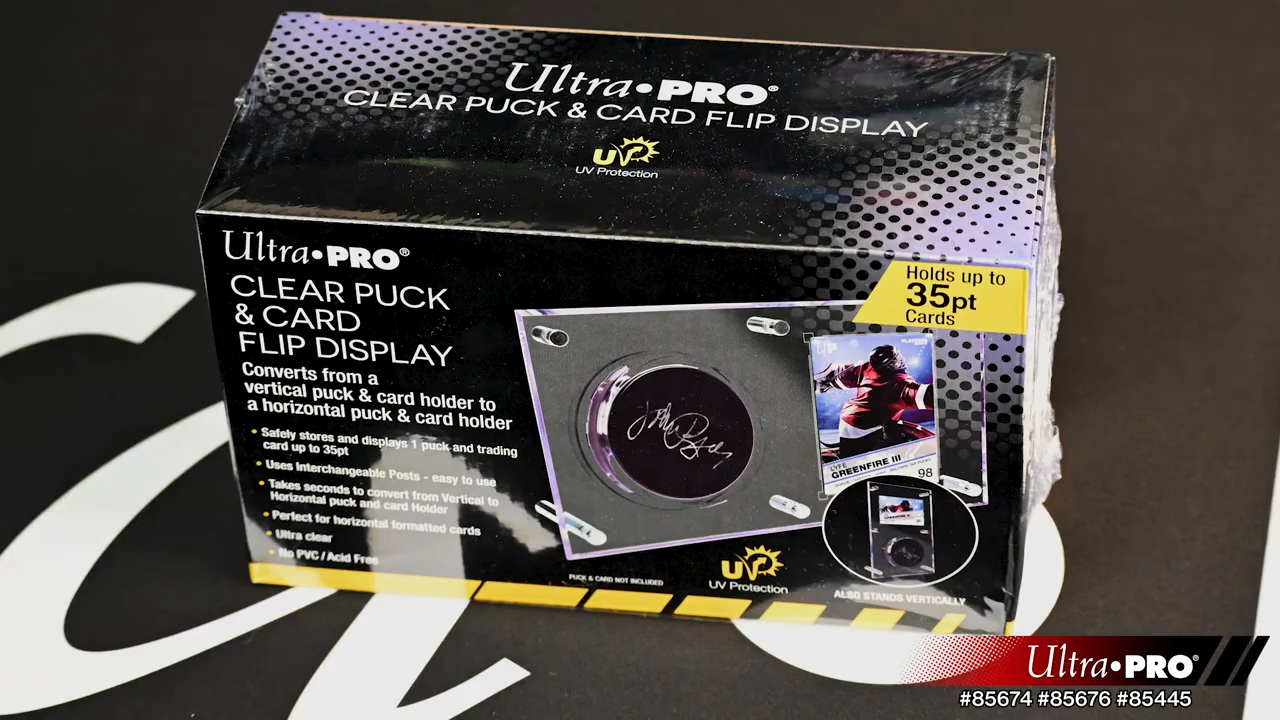 Ultra•PRO®
CLEAR PUCK & CARD FLIP DISPLAY
UV
UV Protection
Ultra•PRO®
CLEAR PUCK
& CARD
FLIP DISPLAY
Converts from a
vertical puck & card holder to
a horizontal puck & card holder
• Safely stores and displays 1 puck and trading
card up to 35pt
• Uses Interchangeable Posts - easy to use
• Takes seconds to convert from Vertical to
Horizontal puck and card Holder
• Perfect for horizontal formatted cards
• Ultra clear
• No PVC / Acid Free
Holds up to
35pt
Cards
UP
LYFE
GREENFIRE III
98
PUCK & CARD NOT INCLUDED
UV
UV Protection
ALSO STANDS VERTICALLY
Ultra•PRO®
#85674 #85676 #85445